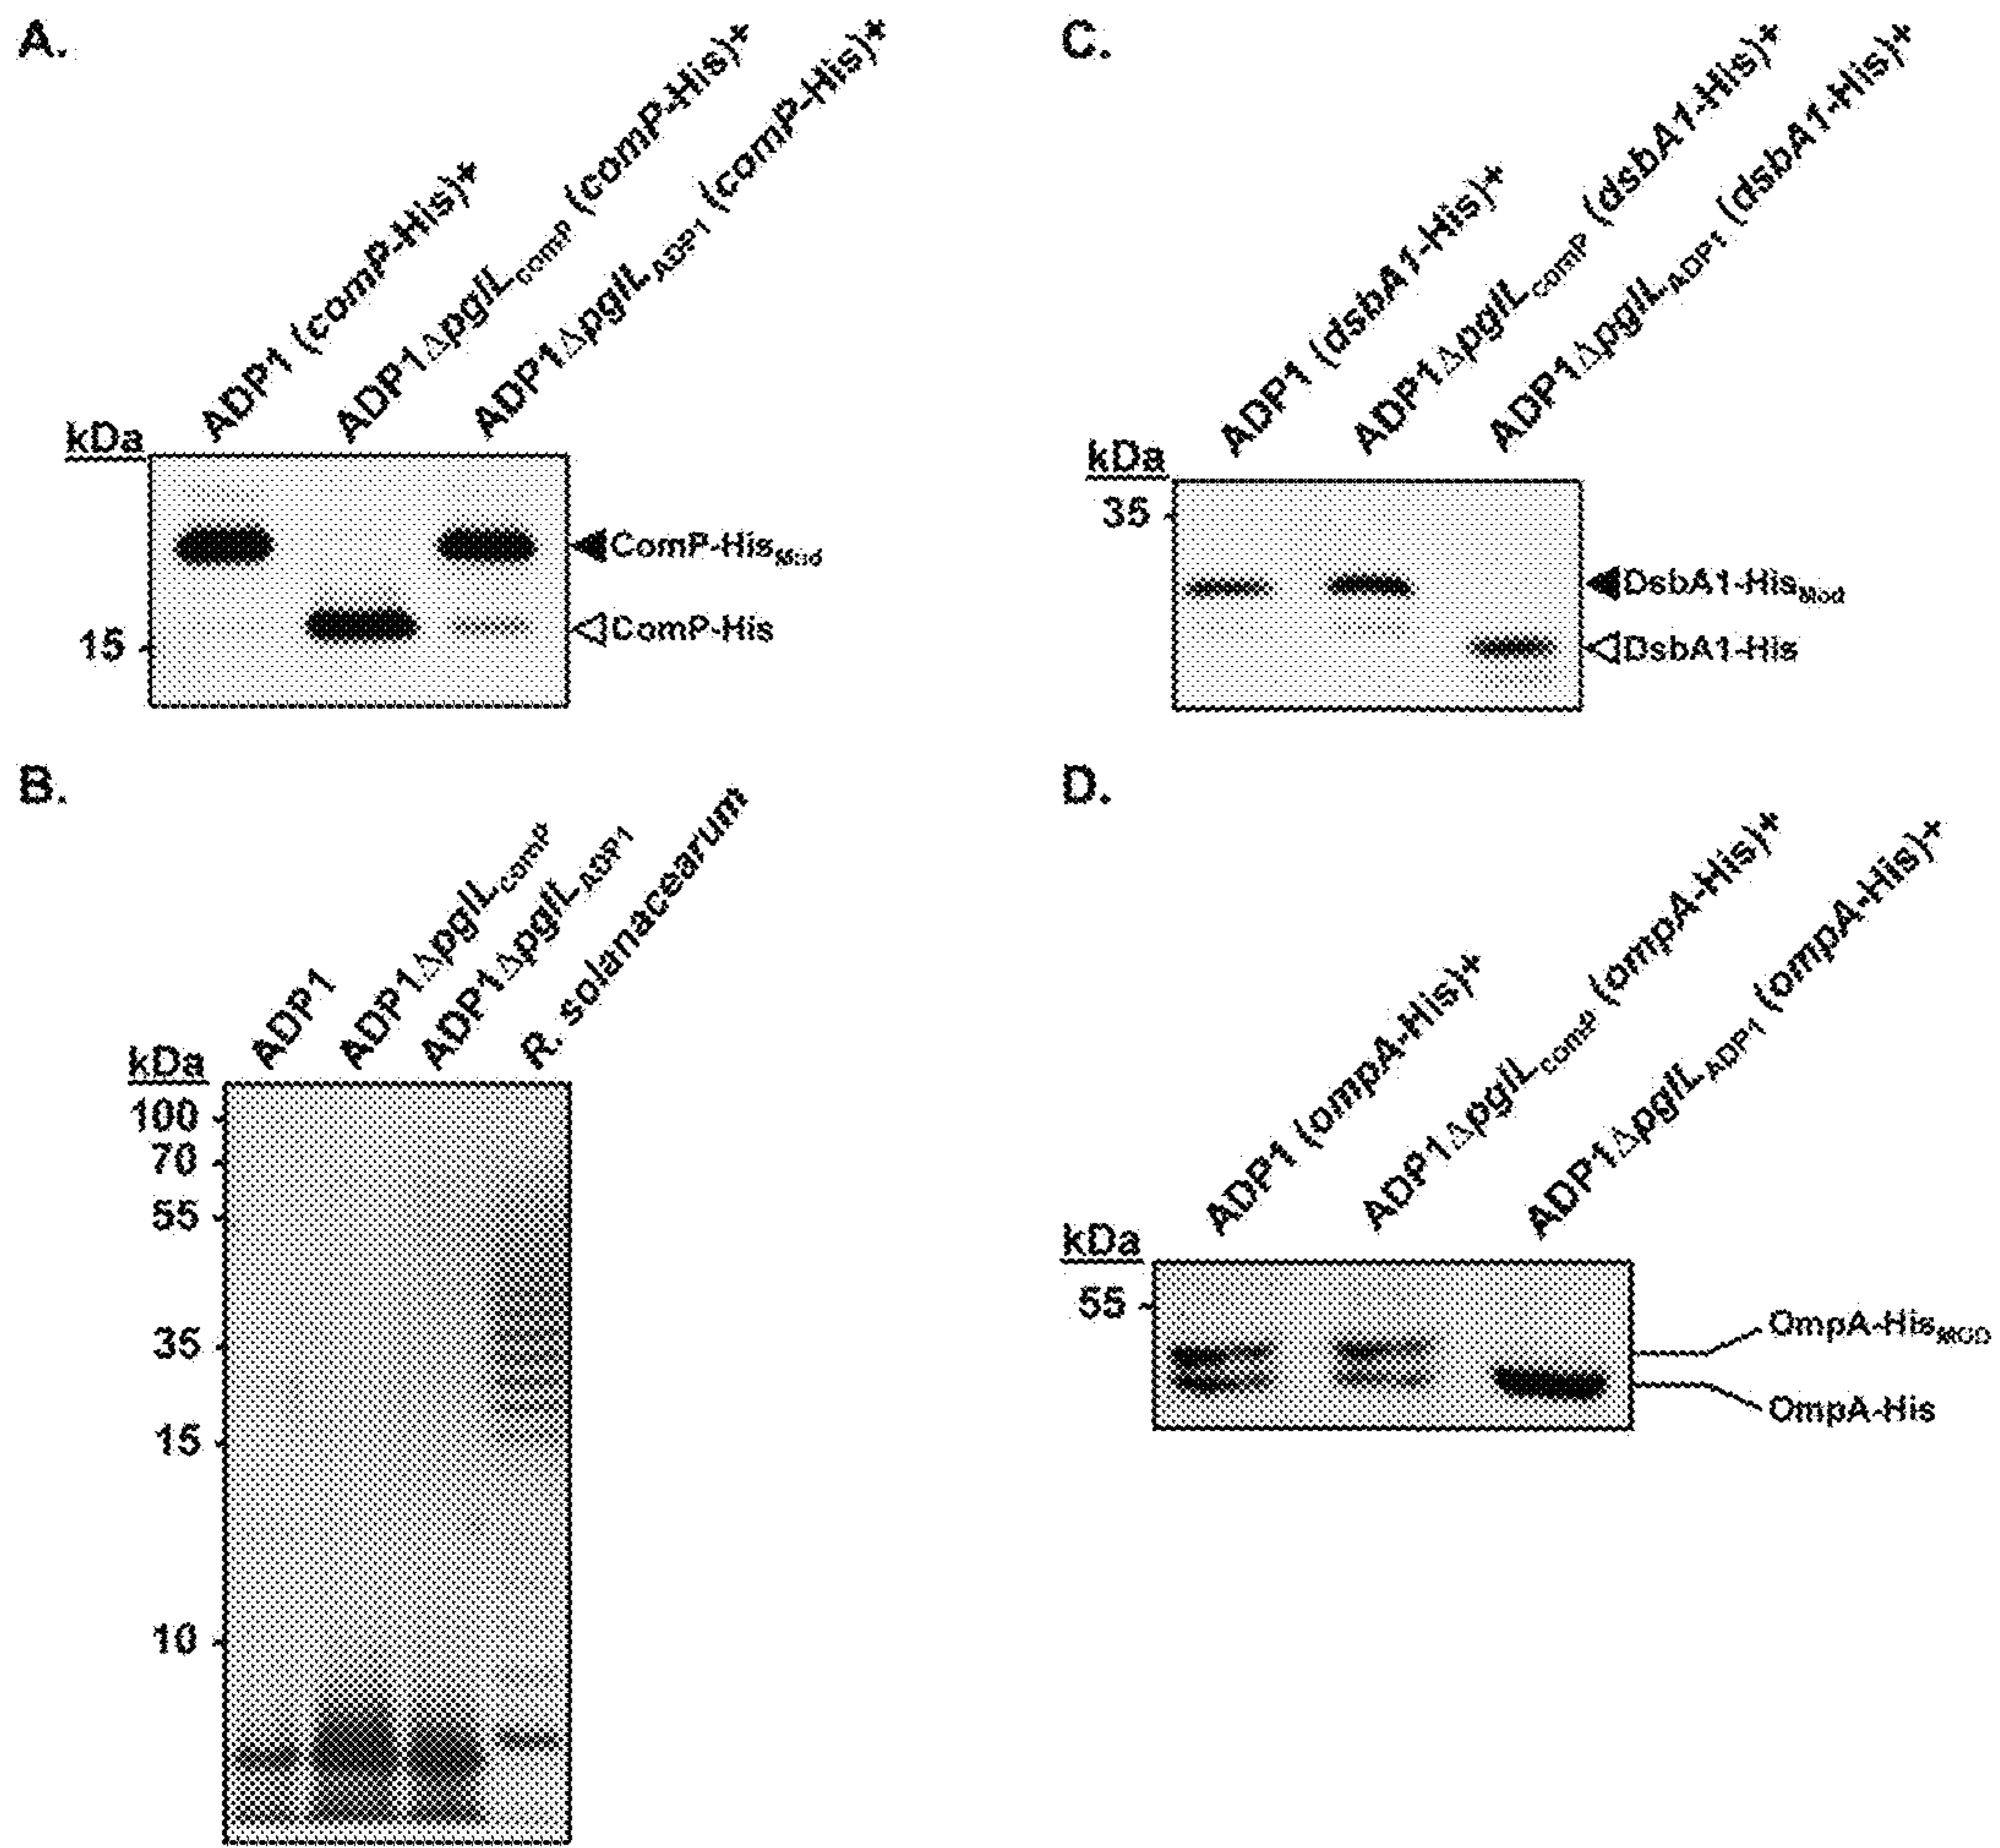 A.
ADP1 (comP-His)+
ADP1ΔpglLcomP (comP-His)+
ADP1ΔpglLADP1 (comP-His)+
kDa
ComP-HisMod
ComP-His
15
B.
ADP1
ADP1ΔpglLcomP
ADP1ΔpglLADP1
R. solanacearum
kDa
100
70
55
35
15
10
C.
ADP1 (dsbA1-His)+
ADP1ΔpglLcomP (dsbA1-His)+
ADP1ΔpglLADP1 (dsbA1-His)+
kDa
35
DsbA1-HisMod
DsbA1-His
D.
ADP1 (ompA-His)+
ADP1ΔpglLcomP (ompA-His)+
ADP1ΔpglLADP1 (ompA-His)+
kDa
55
OmpA-HisMOD
OmpA-His